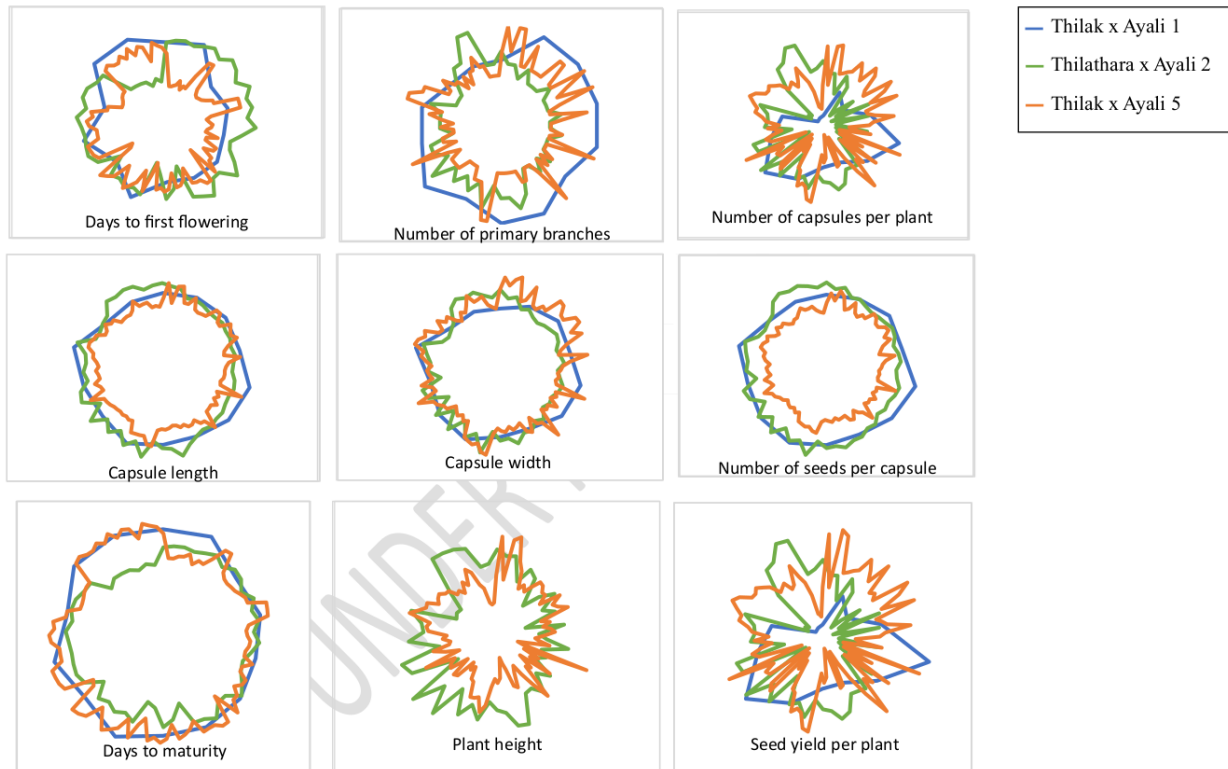 Thilak x Ayali 1
Thilathara x Ayali 2
Thilak x Ayali 5
Days to first flowering
Number of primary branches
Number of capsules per plant
Capsule length
Capsule width
Number of seeds per capsule
UNDER
Days to maturity
Plant height
Seed yield per plant